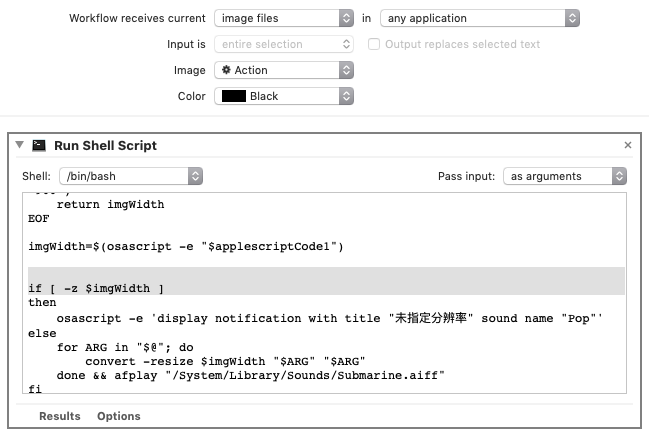 Workflow receives current image files in any application
Input is entire selection Output replaces selected text
Image Action
Color Black
Run Shell Script
Shell: /bin/bash Pass input: as arguments
return imgWidth
EOF
imgWidth=$(osascript -e "$applescriptCode1")
if [ -z $imgWidth ]
then
osascript -e 'display notification with title "未指定分辨率" sound name "Pop"'
else
for ARG in "$@"; do
convert -resize $imgWidth "$ARG" "$ARG"
done && afplay "/System/Library/Sounds/Submarine.aiff"
fi
Results Options